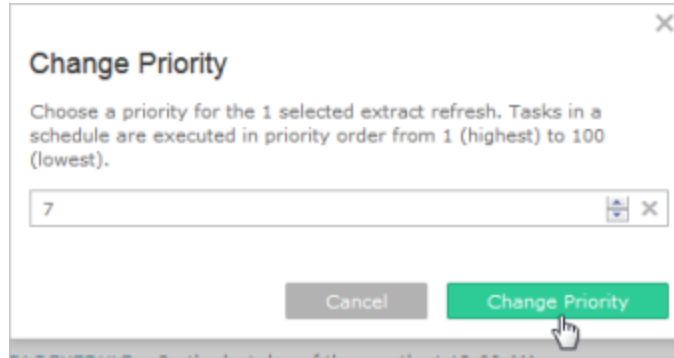 Change Priority
Choose a priority for the 1 selected extract refresh. Tasks in a
schedule are executed in priority order from 1 (highest) to 100
(lowest).
7
Cancel
Change Priority